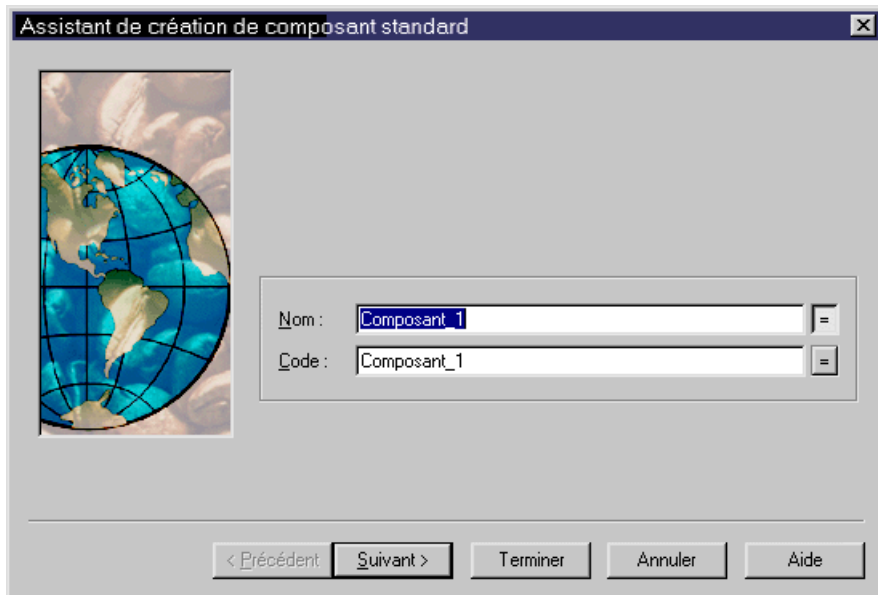 Assistant de création de composant standard
Nom : Composant_1 =
Code : Composant_1 =
< Précédent Suivant > Terminer Annuler Aide